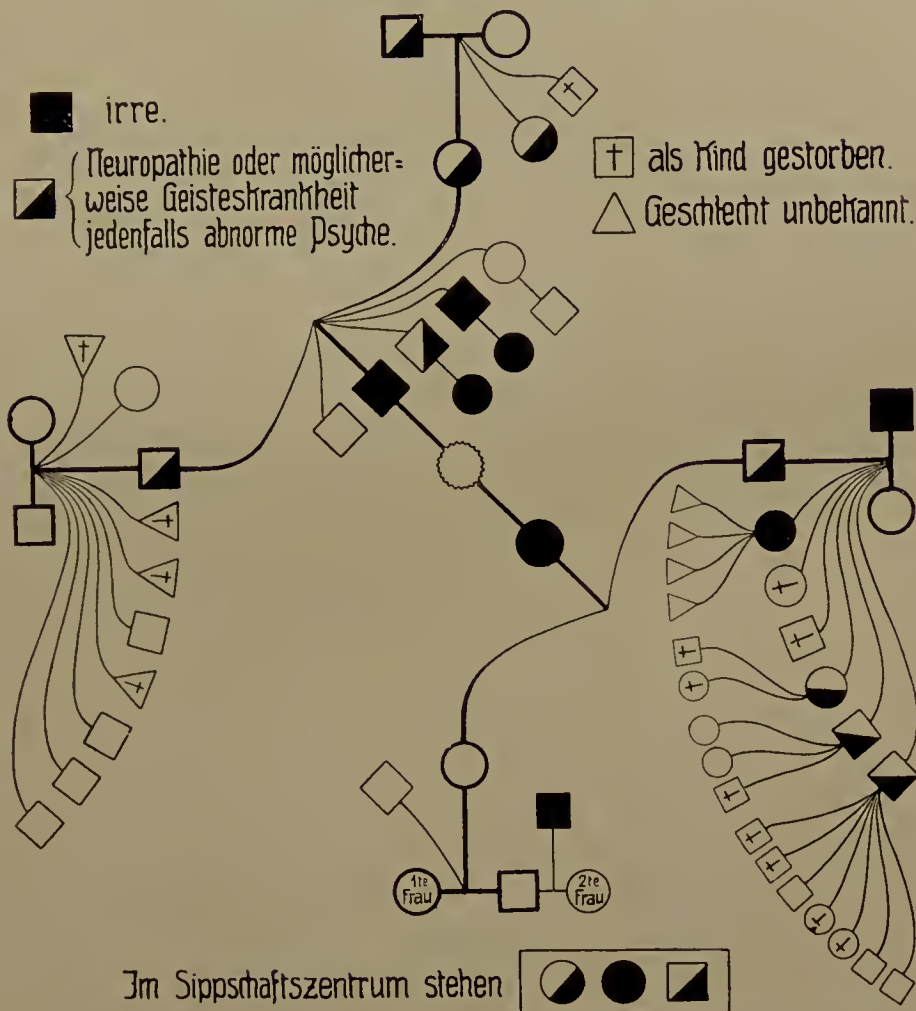 irre.
Neuropathie oder möglicher=
weise Geisteskrankheit
jedenfalls abnorme Psyche.
† als Kind gestorben.
Geschlecht unbekannt.
1te
Frau
2te
Frau
Im Sippschaftszentrum stehen